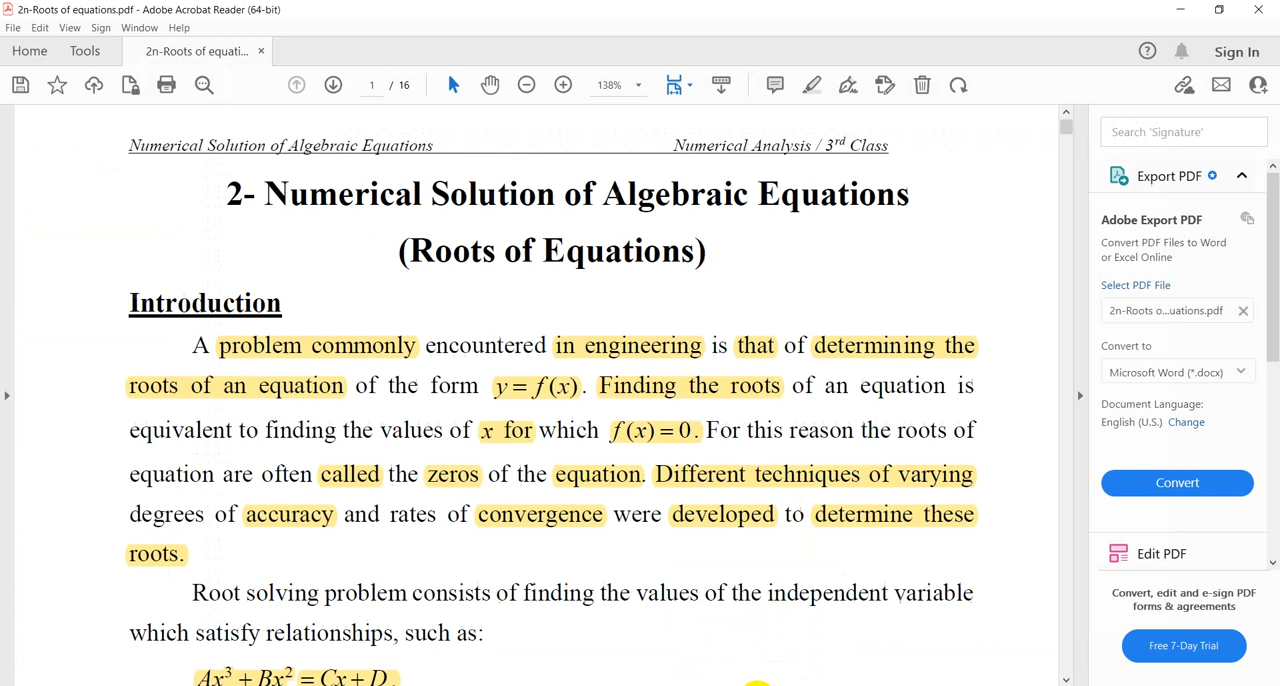 2n-Roots of equations.pdf - Adobe Acrobat Reader (64-bit)
File Edit View Sign Window Help
Home Tools 2n-Roots of equati... × Sign In
1 / 16 138%
Numerical Solution of Algebraic Equations Numerical Analysis / 3rd Class
2- Numerical Solution of Algebraic Equations
(Roots of Equations)
Introduction
A problem commonly encountered in engineering is that of determining the
roots of an equation of the form y = f(x). Finding the roots of an equation is
equivalent to finding the values of x for which f(x) = 0. For this reason the roots of
equation are often called the zeros of the equation. Different techniques of varying
degrees of accuracy and rates of convergence were developed to determine these
roots.
Root solving problem consists of finding the values of the independent variable
which satisfy relationships, such as:
Ax³ + Bx² = Cx + D.
Search 'Signature'
Export PDF
Adobe Export PDF
Convert PDF Files to Word
or Excel Online
Select PDF File
2n-Roots o...uations.pdf
Convert to
Microsoft Word (*.docx)
Document Language:
English (U.S.) Change
Convert
Edit PDF
Convert, edit and e-sign PDF
forms & agreements
Free 7-Day Trial